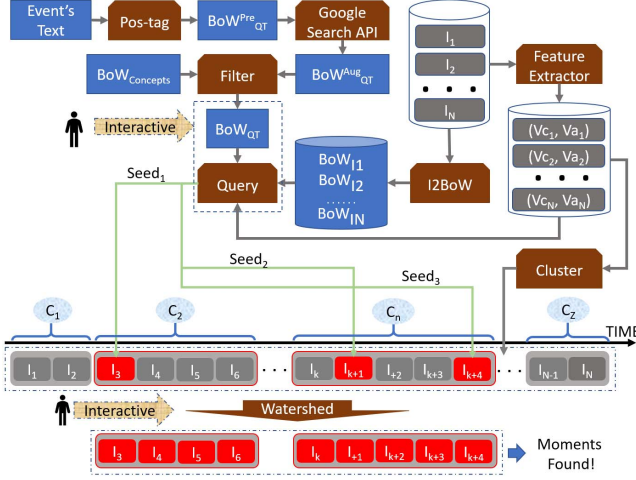 Event's Text
Pos-tag
BoW^Pre_QT
Google Search API
BoW_Concepts
Filter
BoW^Aug_QT
I_1
I_2
. . .
I_N
Feature Extractor
Interactive
BoW_QT
Query
BoW_I1
BoW_I2
......
BoW_IN
I2BoW
(Vc_1, Va_1)
(Vc_2, Va_2)
. . .
(Vc_N, Va_N)
Seed_1
Seed_2
Seed_3
Cluster
C_1
C_2
C_n
C_Z
TIME
I_1 I_2 I_3 I_4 I_5 I_6 . . . I_k I_k+1 I_+2 I_k+3 I_k+4 . . . I_N-1 I_N
Interactive
Watershed
I_3 I_4 I_5 I_6 I_k I_+1 I_k+2 I_k+3 I_k+4
Moments Found!